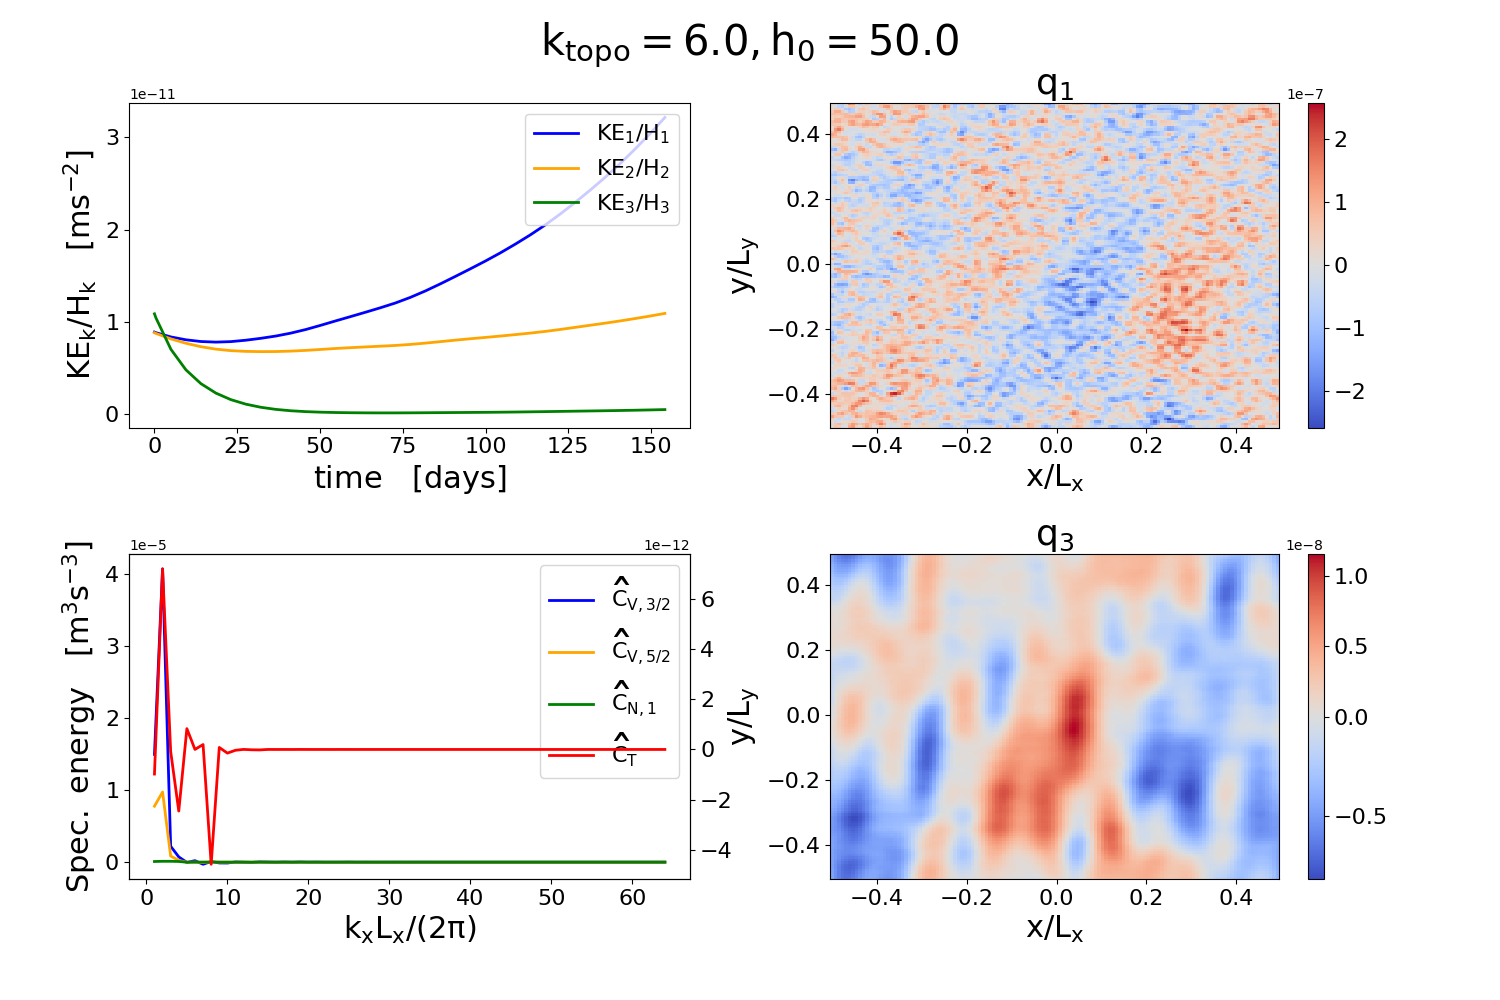 k_topo = 6.0, h_0 = 50.0
1e−11
KE_k/H_k [ms^−2]
3
2
1
0
KE_1/H_1
KE_2/H_2
KE_3/H_3
0 25 50 75 100 125 150
time [days]
q_1
1e−7
y/L_y
0.4
0.2
0.0
−0.2
−0.4
−0.4 −0.2 0.0 0.2 0.4
x/L_x
2
1
0
−1
−2
1e−5
1e−12
Spec. energy [m^3s^−3]
4
3
2
1
0
Ĉ_V,3/2
Ĉ_V,5/2
Ĉ_N,1
Ĉ_T
6
4
2
0
−2
−4
0 10 20 30 40 50 60
k_xL_x/(2π)
q_3
1e−8
y/L_y
0.4
0.2
0.0
−0.2
−0.4
−0.4 −0.2 0.0 0.2 0.4
x/L_x
1.0
0.5
0.0
−0.5